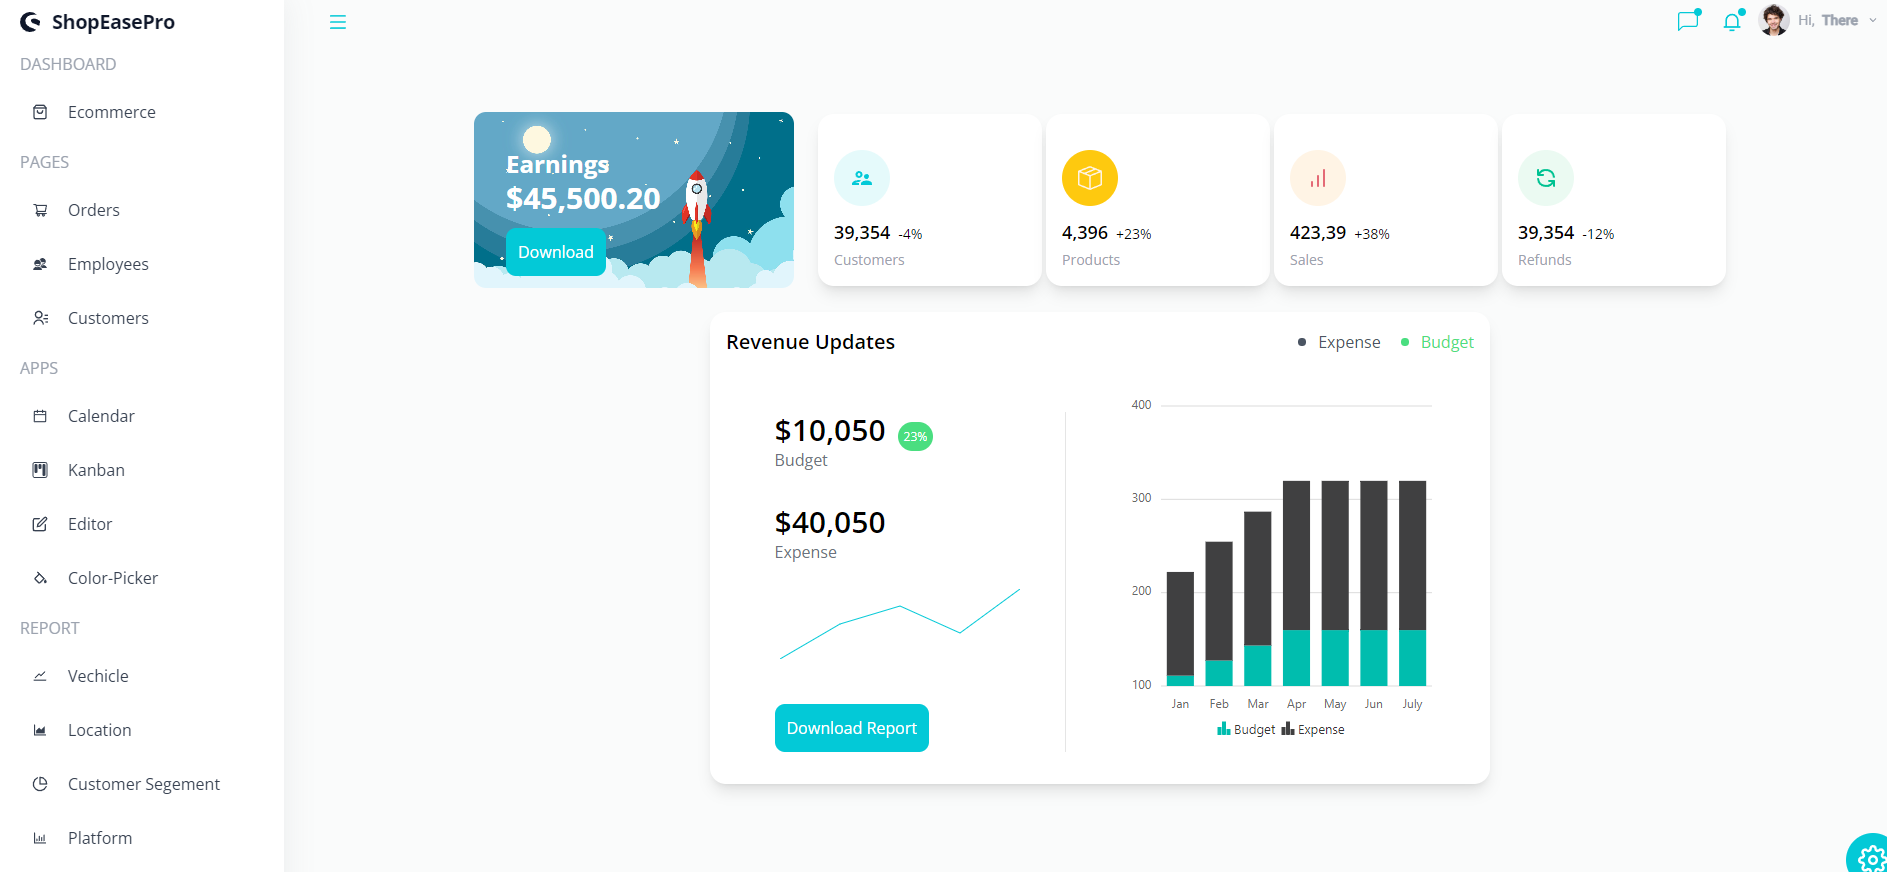 ShopEasePro
DASHBOARD
Ecommerce
PAGES
Orders
Employees
Customers
APPS
Calendar
Kanban
Editor
Color-Picker
REPORT
Vechicle
Location
Customer Segement
Platform
Hi, There
Earnings
$45,500.20
Download
39,354 -4%
Customers
4,396 +23%
Products
423,39 +38%
Sales
39,354 -12%
Refunds
Revenue Updates
Expense Budget
$10,050 23%
Budget
$40,050
Expense
Download Report
400
300
200
100
Jan Feb Mar Apr May Jun July
Budget Expense